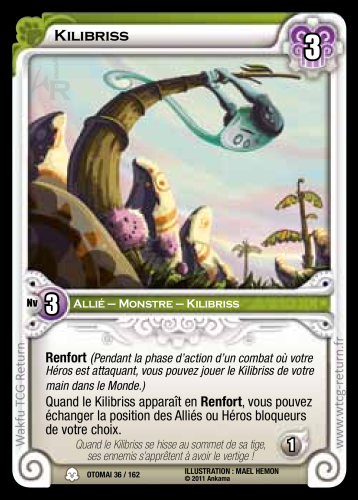 KILIBRISS
3
Nv 3 ALLIÉ – MONSTRE – KILIBRISS
Renfort (Pendant la phase d'action d'un combat où votre
Héros est attaquant, vous pouvez jouer le Kilibriss de votre
main dans le Monde.)
Quand le Kilibriss apparaît en Renfort, vous pouvez
échanger la position des Alliés ou Héros bloqueurs
de votre choix.
Quand le Kilibriss se hisse au sommet de sa tige,
ses ennemis s'apprêtent à avoir le vertige !
1
OTOMAI 36 / 162
ILLUSTRATION : MAEL HEMON
© 2011 Ankama
Wakfu TCG Return
www.wtcg-return.fr